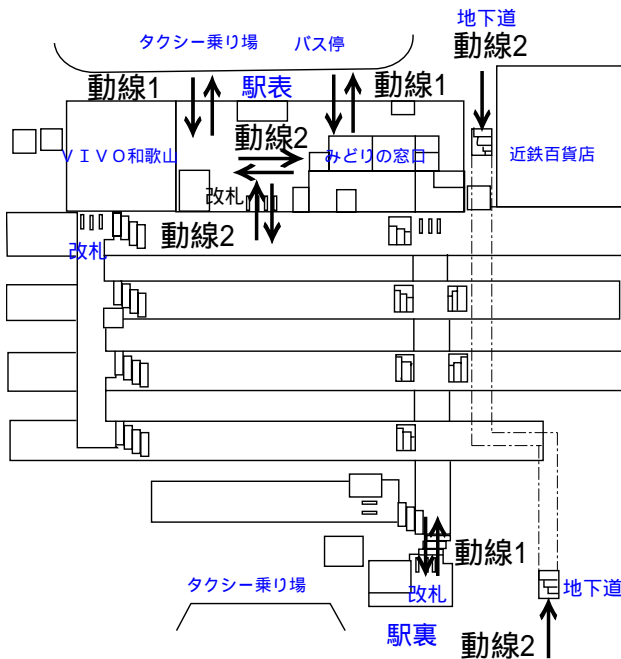 地下道
タクシー乗り場 バス停
動線2
動線1 駅表 動線1
動線2
ＶＩＶＯ和歌山 みどりの窓口 近鉄百貨店
改札
改札 動線2
動線1
タクシー乗り場 改札 地下道
駅裏 動線2